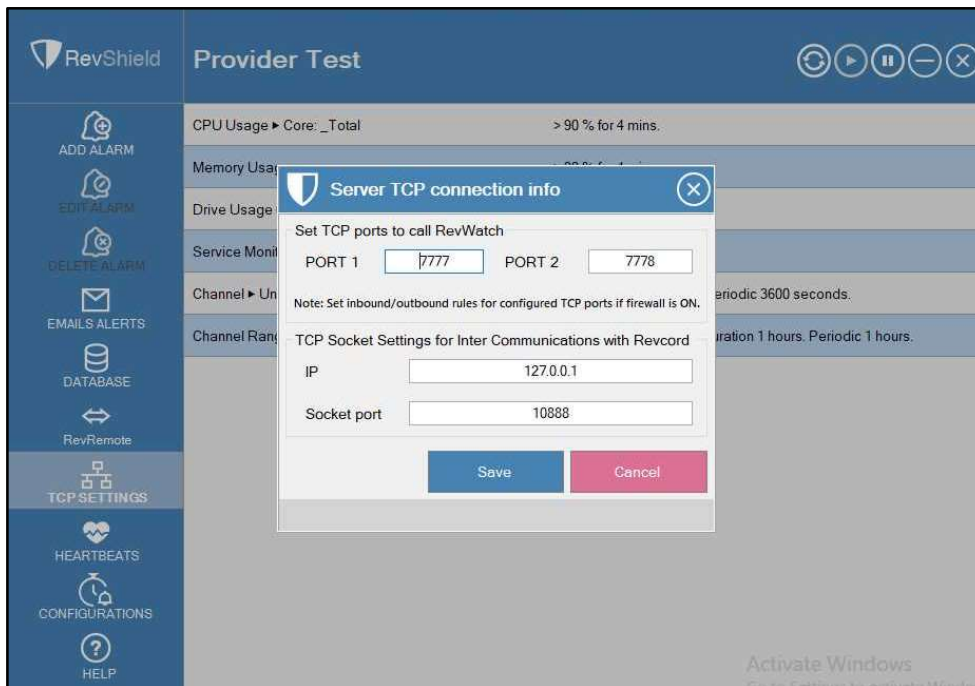 RevShield
Provider Test
ADD ALARM
EDIT ALARM
DELETE ALARM
EMAILS ALERTS
DATABASE
RevRemote
TCP SETTINGS
HEARTBEATS
CONFIGURATIONS
HELP
CPU Usage ▸ Core: _Total > 90 % for 4 mins.
Memory Usag
Drive Usage
Service Monit
Channel ▸ Un eriodic 3600 seconds.
Channel Rang uration 1 hours. Periodic 1 hours.
Server TCP connection info
Set TCP ports to call RevWatch
PORT 1 7777 PORT 2 7778
Note: Set inbound/outbound rules for configured TCP ports if firewall is ON.
TCP Socket Settings for Inter Communications with Revcord
IP 127.0.0.1
Socket port 10888
Save Cancel
Activate Windows